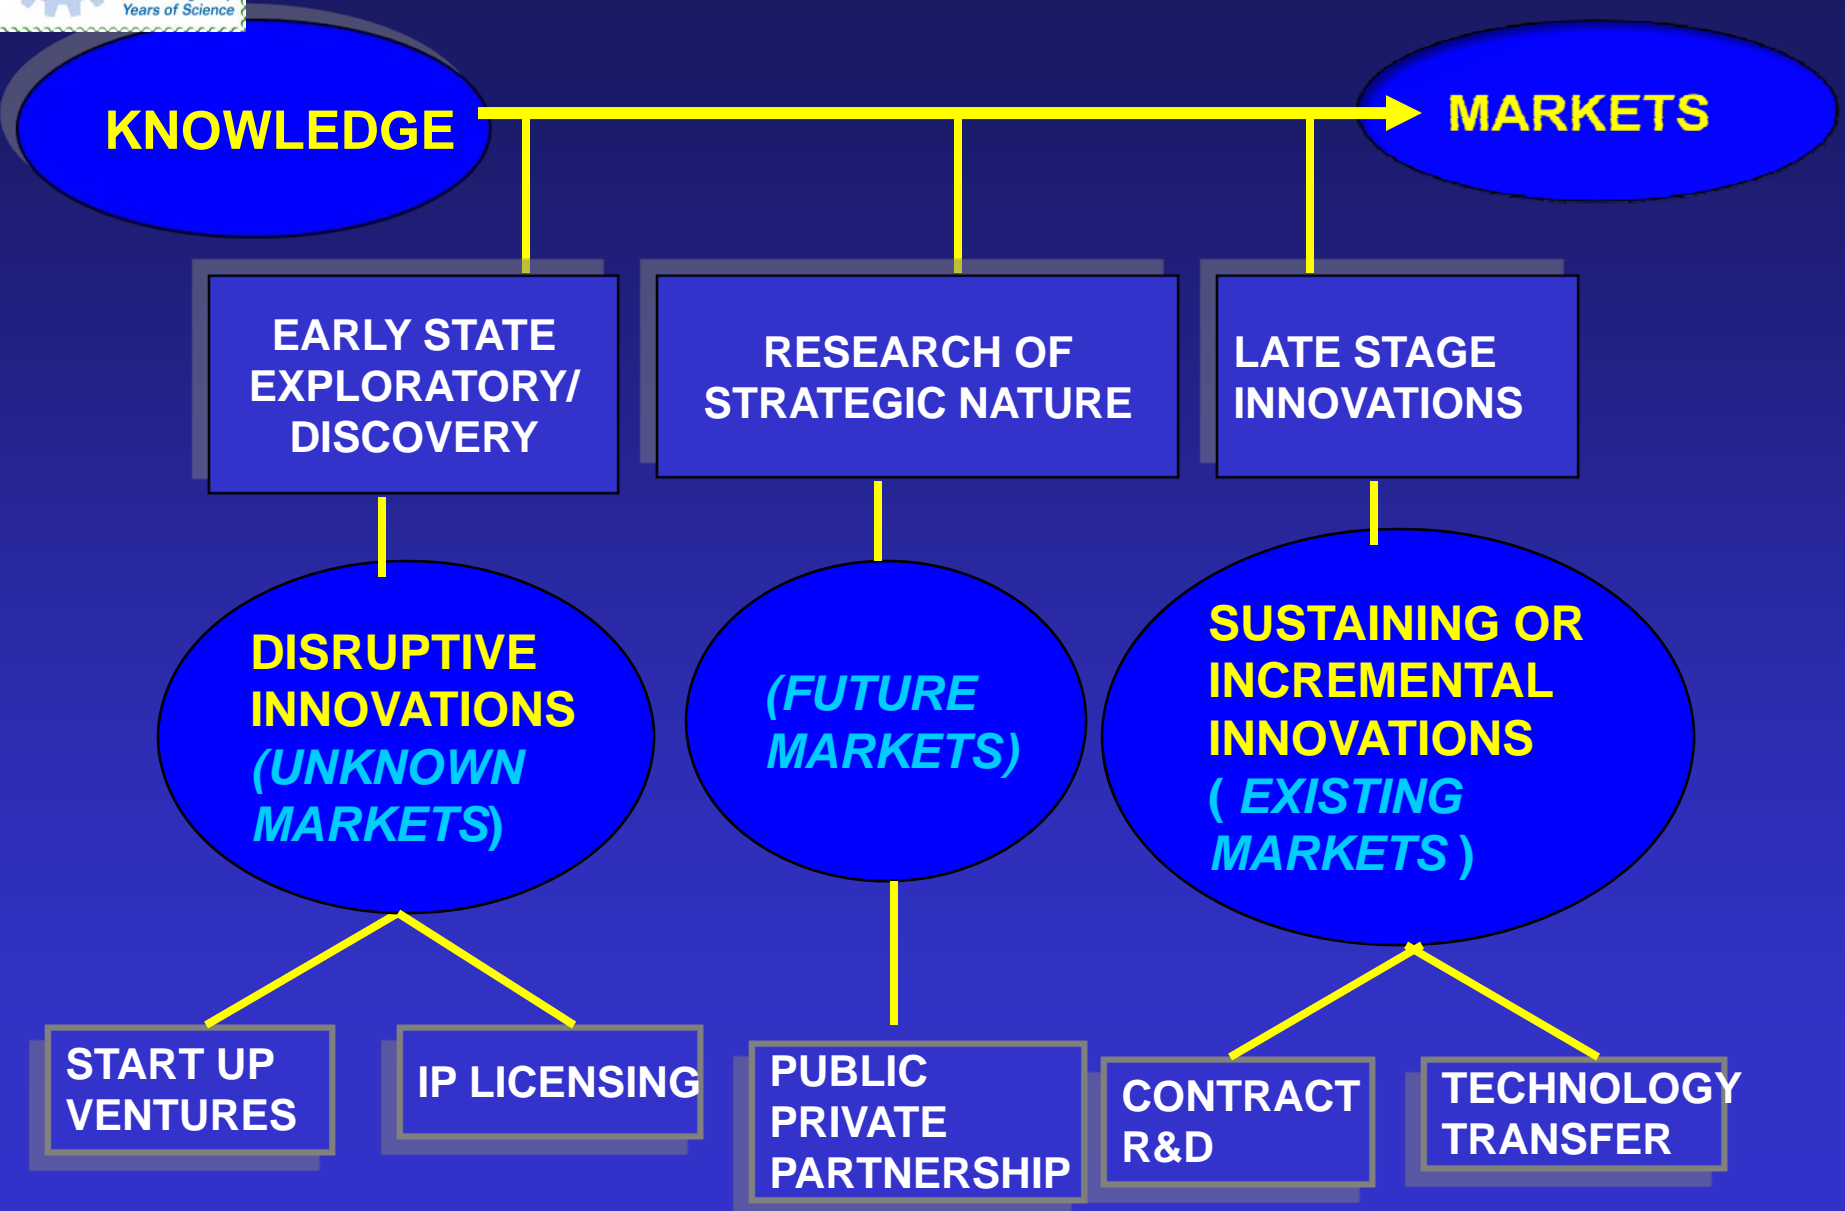 Years of Science
KNOWLEDGE
MARKETS
EARLY STATE
EXPLORATORY/
DISCOVERY
RESEARCH OF
STRATEGIC NATURE
LATE STAGE
INNOVATIONS
DISRUPTIVE
INNOVATIONS
(UNKNOWN
MARKETS)
(FUTURE
MARKETS)
SUSTAINING OR
INCREMENTAL
INNOVATIONS
( EXISTING
MARKETS )
START UP
VENTURES
IP LICENSING
PUBLIC
PRIVATE
PARTNERSHIP
CONTRACT
R&D
TECHNOLOGY
TRANSFER